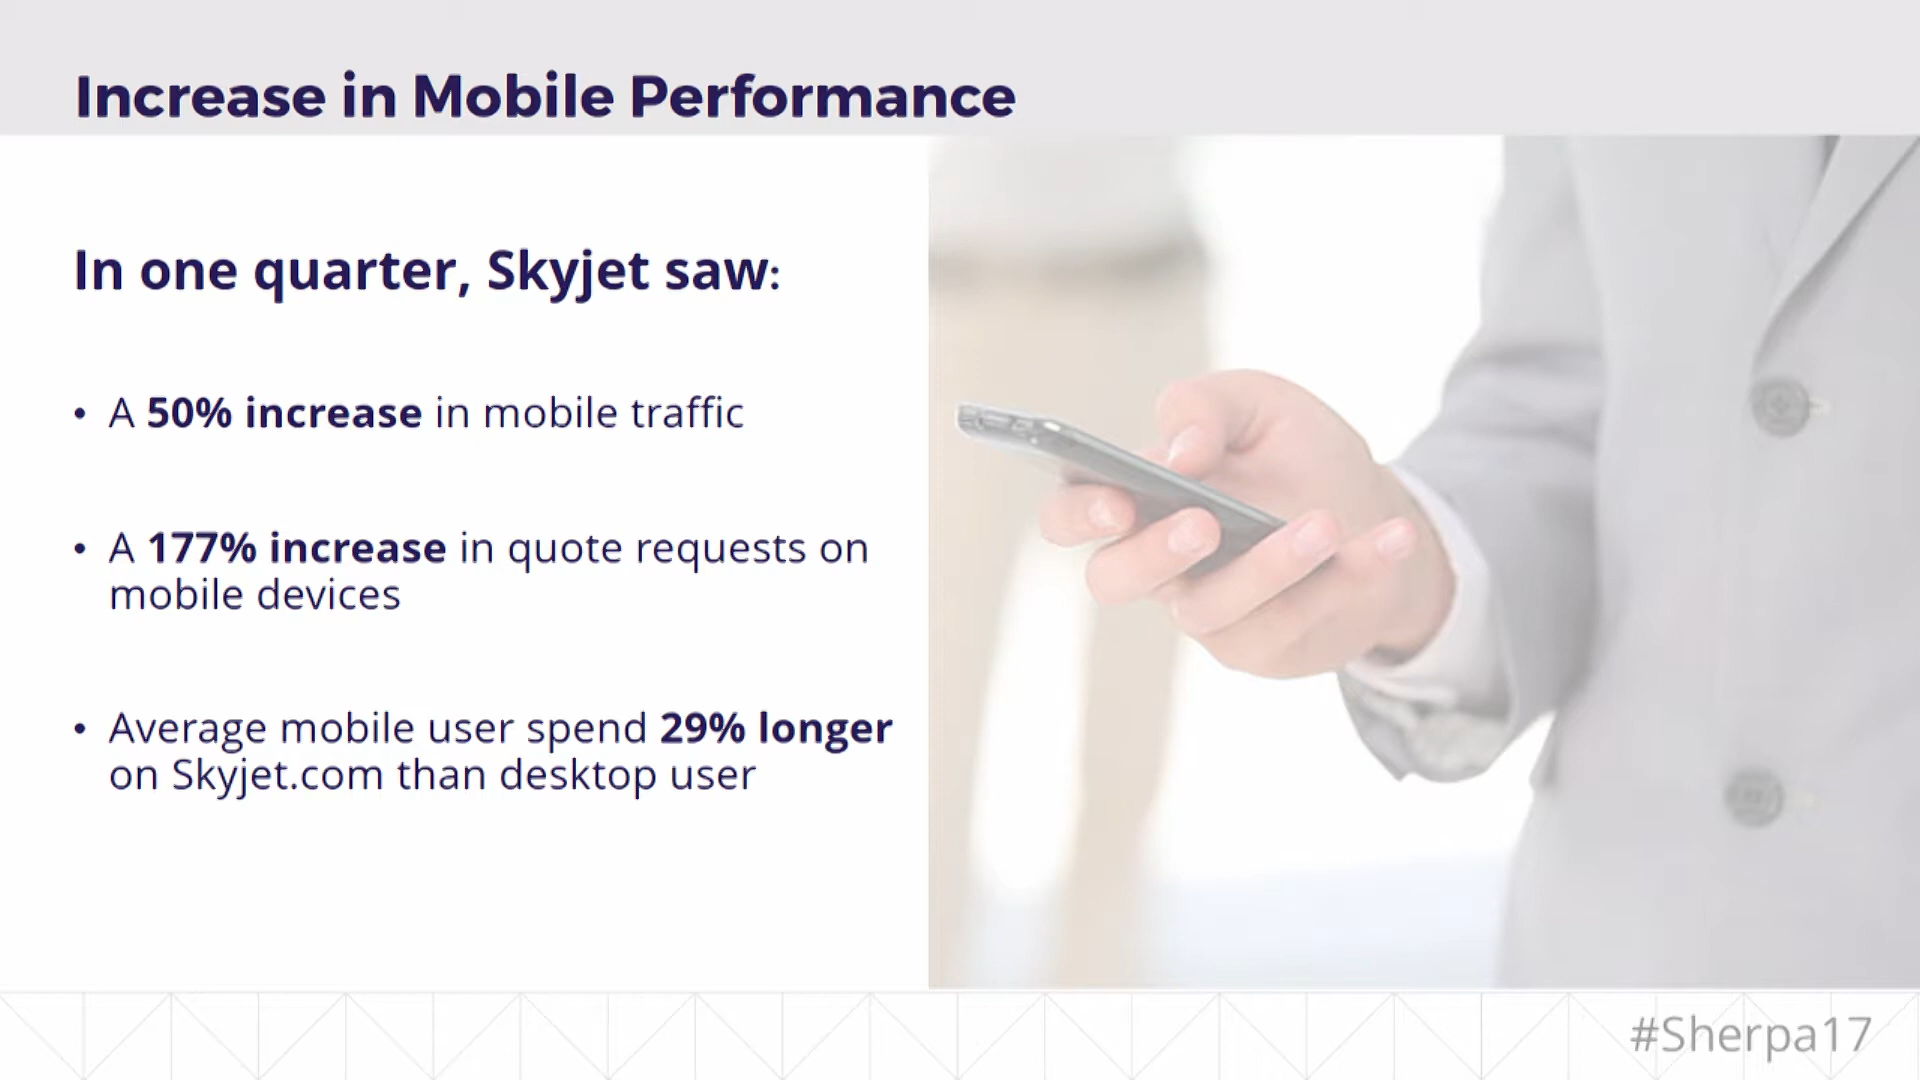 Increase in Mobile Performance
In one quarter, Skyjet saw:
• A 50% increase in mobile traffic
• A 177% increase in quote requests on
mobile devices
• Average mobile user spend 29% longer
on Skyjet.com than desktop user
#Sherpa17